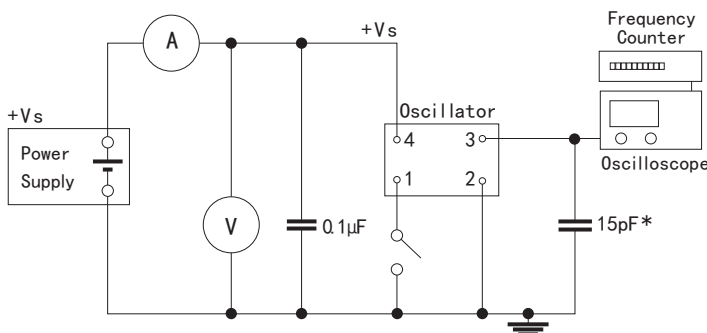 Frequency
Counter
+Vs
A
Oscillator
+Vs
Power
Supply
4
3
1
2
Oscilloscope
V
0.1μF
15pF*